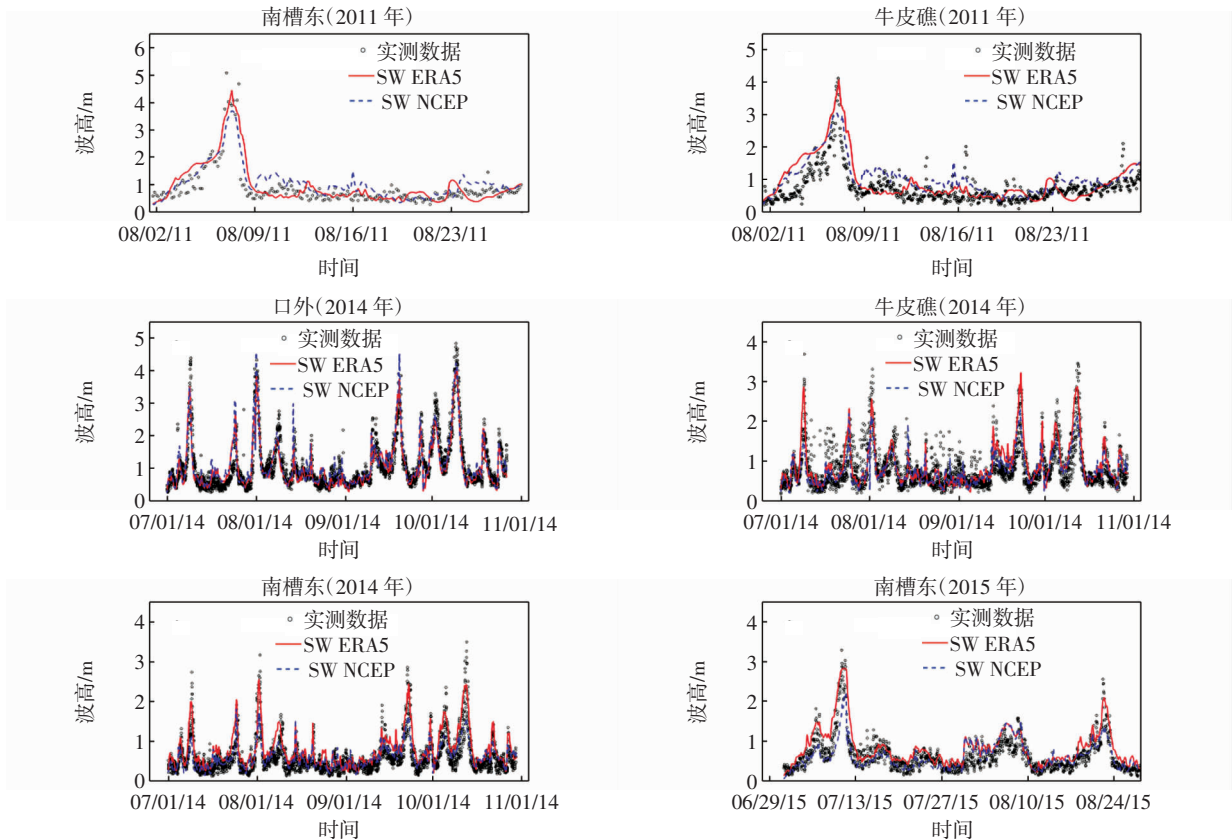 南槽东(2011 年)
6
5
4
3
2
1
0
波高/m
实测数据
SW ERA5
SW NCEP
08/02/11 08/09/11 08/16/11 08/23/11
时间
牛皮礁(2011 年)
5
4
3
2
1
0
波高/m
实测数据
SW ERA5
SW NCEP
08/02/11 08/09/11 08/16/11 08/23/11
时间
口外(2014 年)
5
4
3
2
1
0
波高/m
实测数据
SW ERA5
SW NCEP
07/01/14 08/01/14 09/01/14 10/01/14 11/01/14
时间
牛皮礁(2014 年)
4
3
2
1
0
波高/m
实测数据
SW ERA5
SW NCEP
07/01/14 08/01/14 09/01/14 10/01/14 11/01/14
时间
南槽东(2014 年)
4
3
2
1
0
波高/m
实测数据
SW ERA5
SW NCEP
07/01/14 08/01/14 09/01/14 10/01/14 11/01/14
时间
南槽东(2015 年)
4
3
2
1
0
波高/m
实测数据
SW ERA5
SW NCEP
06/29/15 07/13/15 07/27/15 08/10/15 08/24/15
时间